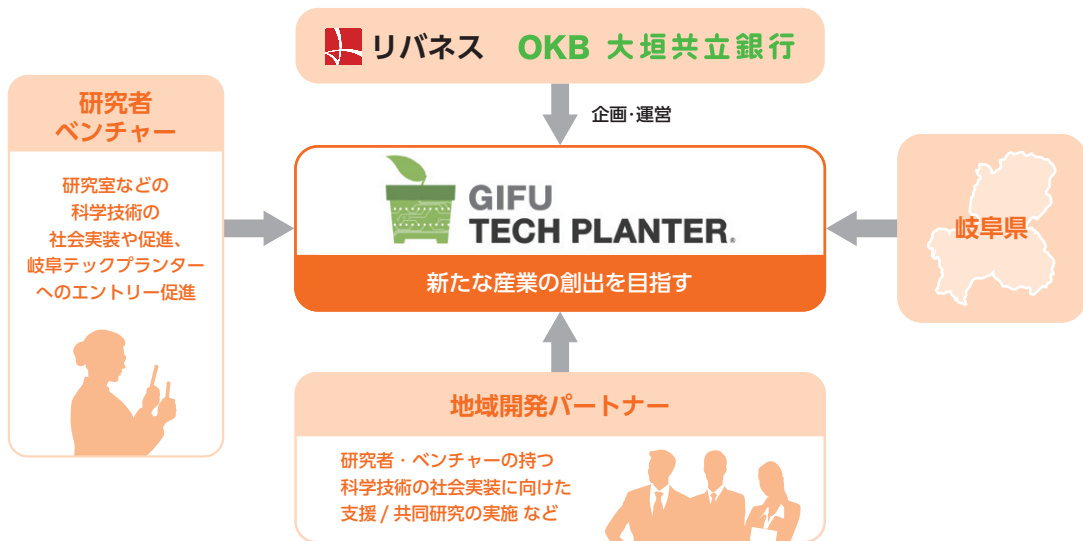 リバネス OKB 大垣共立銀行
企画・運営
研究者
ベンチャー
研究室などの
科学技術の
社会実装や促進、
岐阜テックプランター
へのエントリー促進
GIFU
TECH PLANTER.
新たな産業の創出を目指す
岐阜県
地域開発パートナー
研究者・ベンチャーの持つ
科学技術の社会実装に向けた
支援 / 共同研究の実施 など